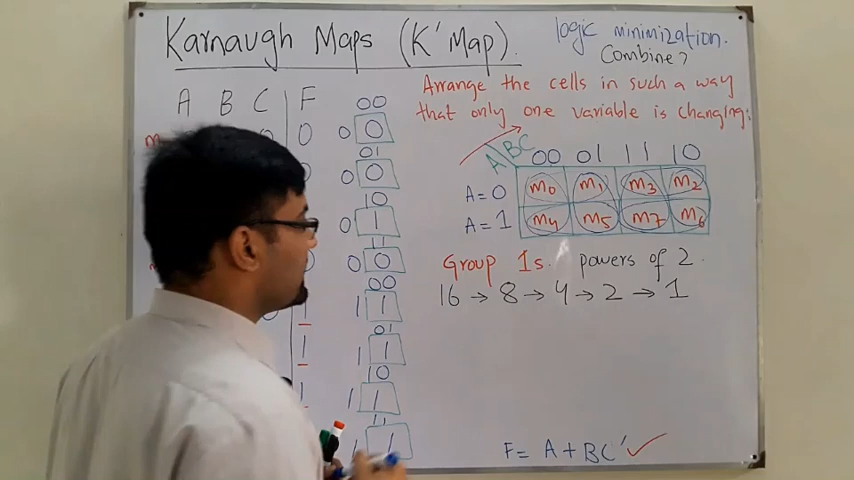 Karnaugh Maps (K'Map).
logic minimization.
Combine?
Arrange the cells in such a way
that only one variable is changing:
A B C F
00
0 0 0
01
0 0
10
0 1
11
0 0 0
00
1 1 1
01
1 1 1
10
1 1 1
11
1 1
A BC 00 01 11 10
A=0 m0 m1 m3 m2
A=1 m4 m5 m7 m6
Group 1s. powers of 2.
16 → 8 → 4 → 2 → 1
F= A+BC'